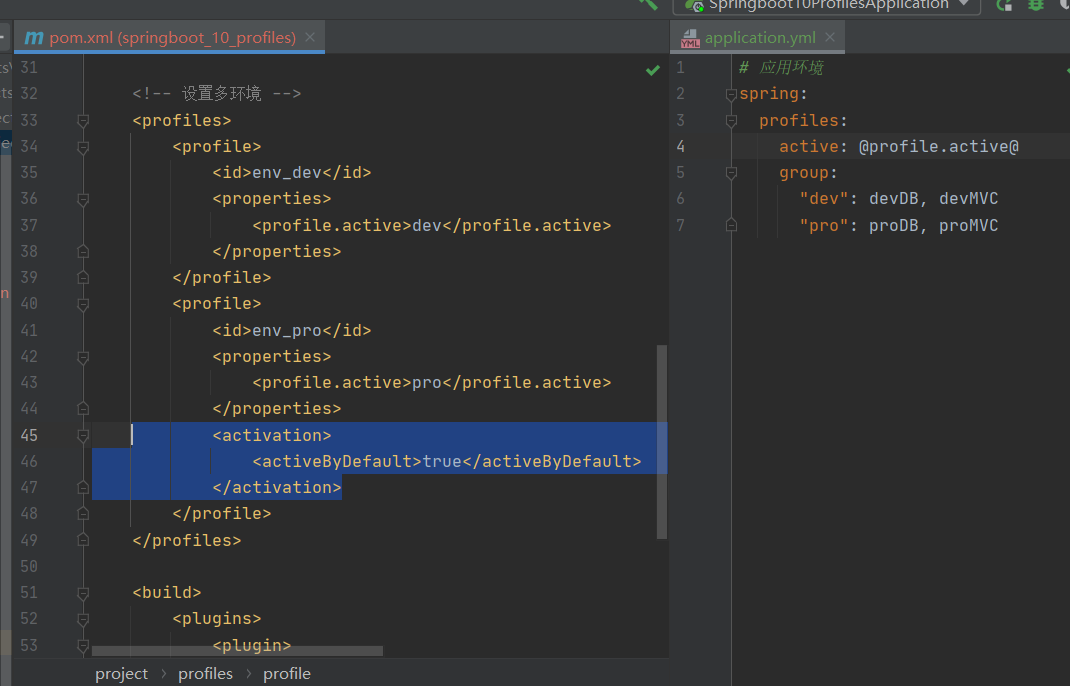 Springboot10ProfilesApplication
pom.xml (springboot_10_profiles)
application.yml
31
32 <!-- 设置多环境 -->
33 <profiles>
34 <profile>
35 <id>env_dev</id>
36 <properties>
37 <profile.active>dev</profile.active>
38 </properties>
39 </profile>
40 <profile>
41 <id>env_pro</id>
42 <properties>
43 <profile.active>pro</profile.active>
44 </properties>
45 <activation>
46 <activeByDefault>true</activeByDefault>
47 </activation>
48 </profile>
49 </profiles>
50
51 <build>
52 <plugins>
53 <plugin>
1 # 应用环境
2 spring:
3 profiles:
4 active: @profile.active@
5 group:
6 "dev": devDB, devMVC
7 "pro": proDB, proMVC
project > profiles > profile